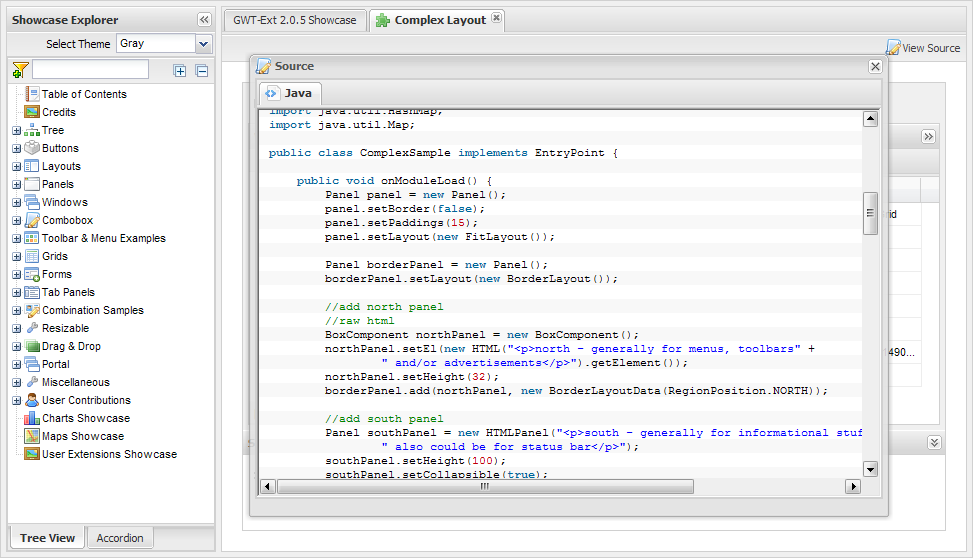 Showcase Explorer
Select Theme Gray
Table of Contents
Credits
Tree
Buttons
Layouts
Panels
Windows
Combobox
Toolbar & Menu Examples
Grids
Forms
Tab Panels
Combination Samples
Resizable
Drag & Drop
Portal
Miscellaneous
User Contributions
Charts Showcase
Maps Showcase
User Extensions Showcase
Tree View Accordion
GWT-Ext 2.0.5 Showcase Complex Layout
View Source
Source
Java
import java.util.HashMap;
import java.util.Map;
public class ComplexSample implements EntryPoint {
public void onModuleLoad() {
Panel panel = new Panel();
panel.setBorder(false);
panel.setPaddings(15);
panel.setLayout(new FitLayout());
Panel borderPanel = new Panel();
borderPanel.setLayout(new BorderLayout());
//add north panel
//raw html
BoxComponent northPanel = new BoxComponent();
northPanel.setEl(new HTML("<p>north - generally for menus, toolbars" +
" and/or advertisements</p>").getElement());
northPanel.setHeight(32);
borderPanel.add(northPanel, new BorderLayoutData(RegionPosition.NORTH));
//add south panel
Panel southPanel = new HTMLPanel("<p>south - generally for informational stuf
" also could be for status bar</p>");
southPanel.setHeight(100);
southPanel.setCollapsible(true);
id
490...